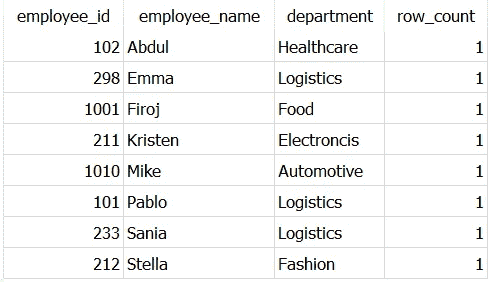 employee_id employee_name department row_count
102 Abdul Healthcare 1
298 Emma Logistics 1
1001 Firoj Food 1
211 Kristen Electroncis 1
1010 Mike Automotive 1
101 Pablo Logistics 1
233 Sania Logistics 1
212 Stella Fashion 1